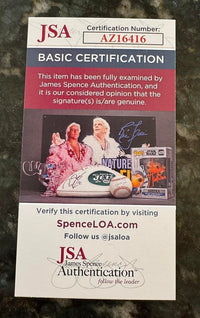 JSA
Certification Number:
AZ16416
BASIC CERTIFICATION
This item has been fully examined by
James Spence Authentication, and
it is our considered opinion that the
signature(s) is/are genuine.
NATURE
Verify this certification by visiting
SpenceLOA.com
Follow us @jsaloa
JSA
James Spence
Authentication
follow the leader